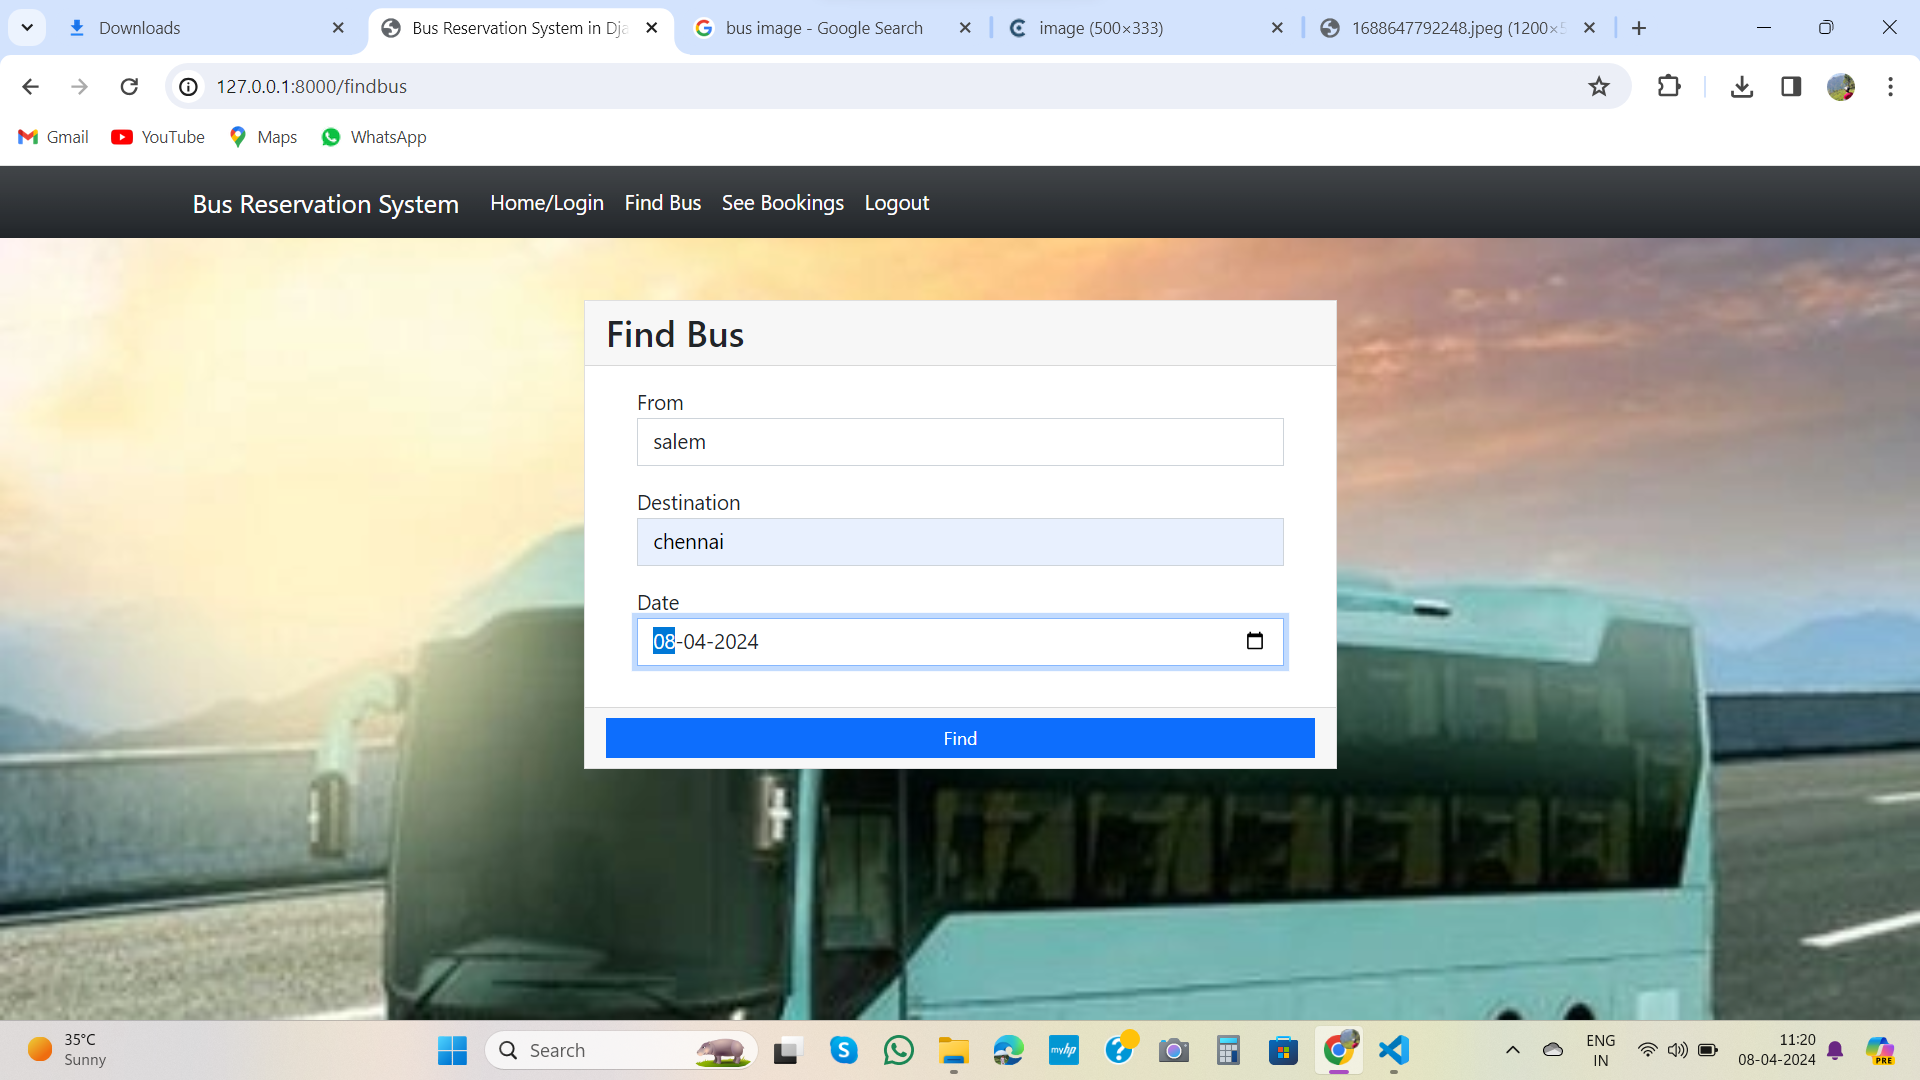 Downloads
Bus Reservation System in Dja
bus image - Google Search
image (500×333)
1688647792248.jpeg (1200×5
127.0.0.1:8000/findbus
Gmail
YouTube
Maps
WhatsApp
Bus Reservation System
Home/Login
Find Bus
See Bookings
Logout
Find Bus
From
salem
Destination
chennai
Date
08-04-2024
Find
35°C
Sunny
Search
S
myhp
?
PRE
ENG
IN
11:20
08-04-2024